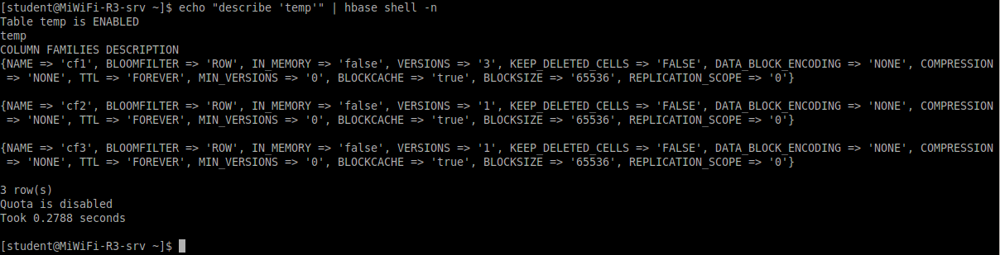 [student@MiWiFi-R3-srv ~]$ echo "describe 'temp'" | hbase shell -n
Table temp is ENABLED
temp
COLUMN FAMILIES DESCRIPTION
{NAME => 'cf1', BLOOMFILTER => 'ROW', IN_MEMORY => 'false', VERSIONS => '3', KEEP_DELETED_CELLS => 'FALSE', DATA_BLOCK_ENCODING => 'NONE', COMPRESSION
 => 'NONE', TTL => 'FOREVER', MIN_VERSIONS => '0', BLOCKCACHE => 'true', BLOCKSIZE => '65536', REPLICATION_SCOPE => '0'}
{NAME => 'cf2', BLOOMFILTER => 'ROW', IN_MEMORY => 'false', VERSIONS => '1', KEEP_DELETED_CELLS => 'FALSE', DATA_BLOCK_ENCODING => 'NONE', COMPRESSION
 => 'NONE', TTL => 'FOREVER', MIN_VERSIONS => '0', BLOCKCACHE => 'true', BLOCKSIZE => '65536', REPLICATION_SCOPE => '0'}
{NAME => 'cf3', BLOOMFILTER => 'ROW', IN_MEMORY => 'false', VERSIONS => '1', KEEP_DELETED_CELLS => 'FALSE', DATA_BLOCK_ENCODING => 'NONE', COMPRESSION
 => 'NONE', TTL => 'FOREVER', MIN_VERSIONS => '0', BLOCKCACHE => 'true', BLOCKSIZE => '65536', REPLICATION_SCOPE => '0'}
3 row(s)
Quota is disabled
Took 0.2788 seconds
[student@MiWiFi-R3-srv ~]$